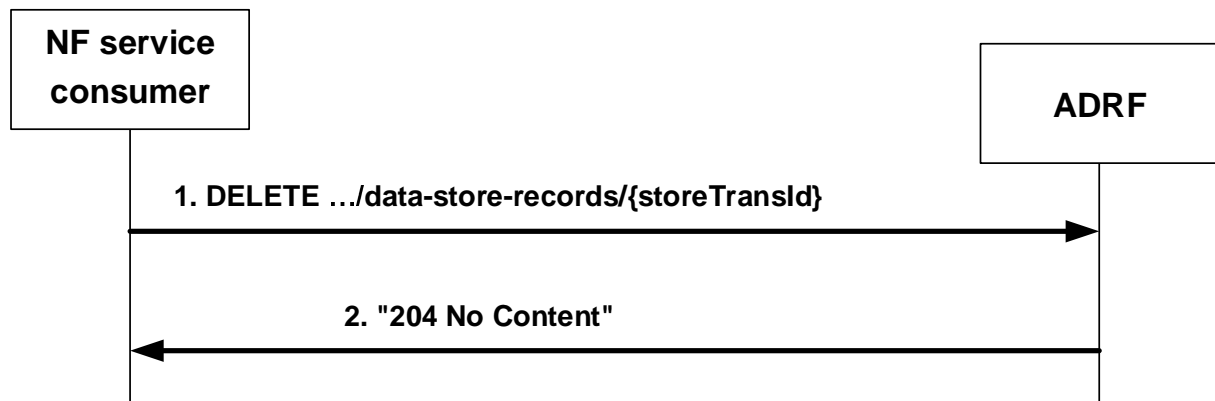 NF service
consumer
ADRF
1. DELETE …/data-store-records/{storeTransId}
2. "204 No Content"